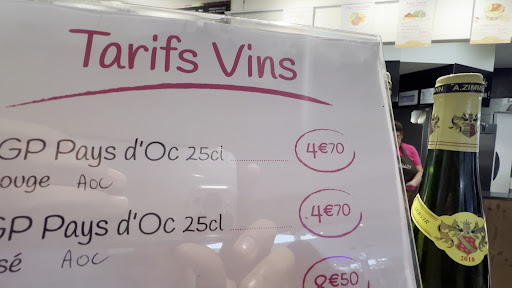 Tarifs Vins
GP Pays d'Oc 25cl ............ 4€70
ouge AOC
GP Pays d'Oc 25cl ............ 4€70
sé AOC
8€50
A.ZIMM
2018